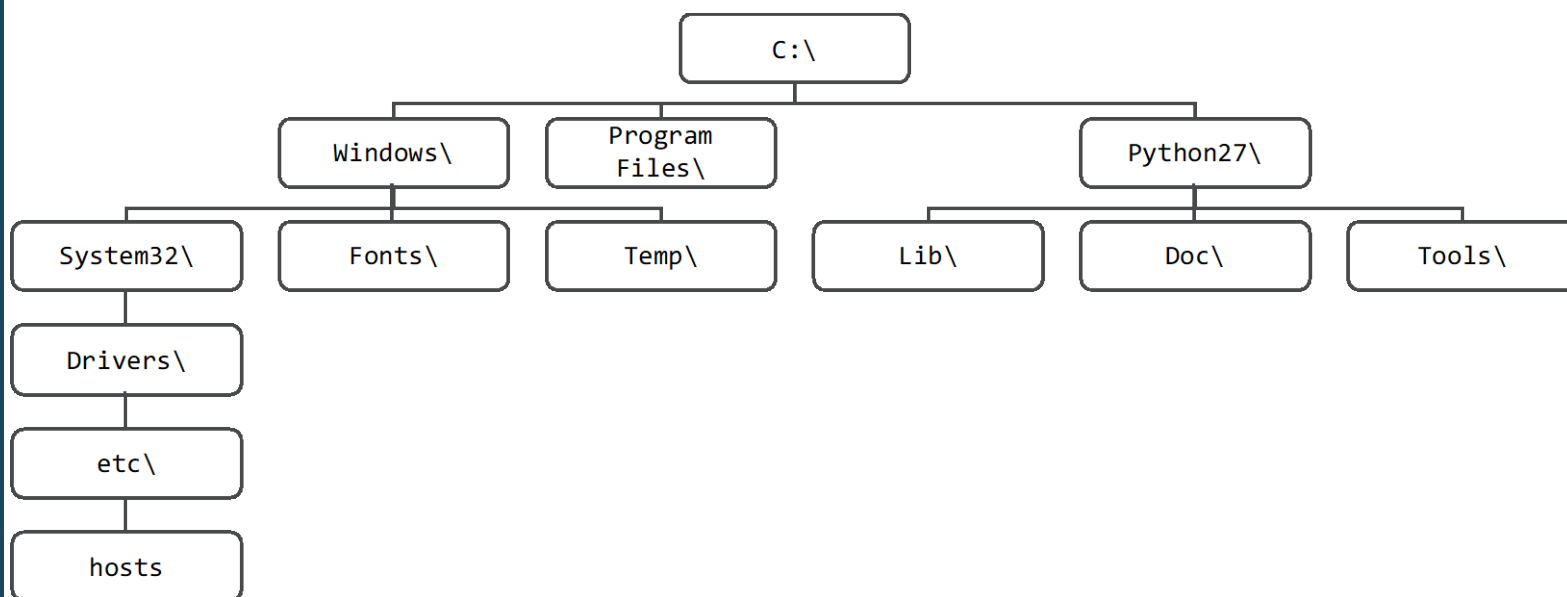 C:\
Windows\
Program
Files\
Python27\
System32\
Fonts\
Temp\
Lib\
Doc\
Tools\
Drivers\
etc\
hosts